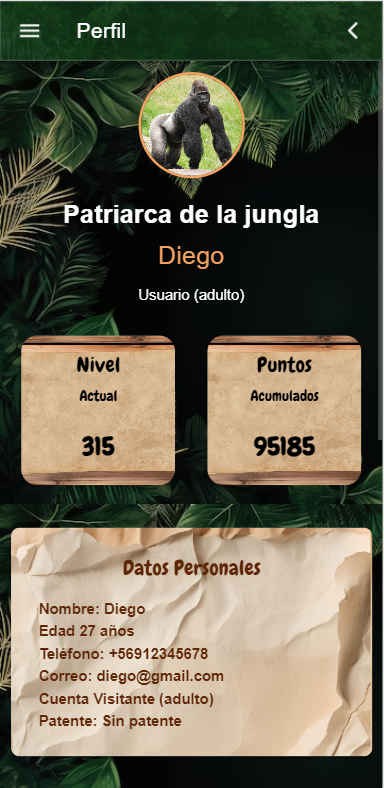 Perfil
Patriarca de la jungla
Diego
Usuario (adulto)
Nivel
Actual
315
Puntos
Acumulados
95185
Datos Personales
Nombre: Diego
Edad 27 años
Teléfono: +56912345678
Correo: diego@gmail.com
Cuenta Visitante (adulto)
Patente: Sin patente